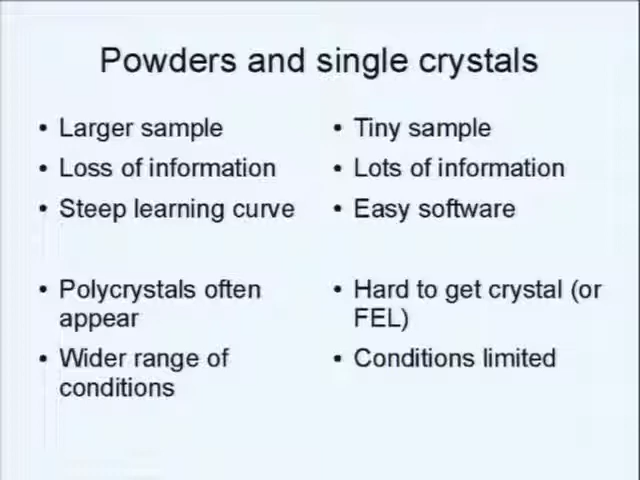 Powders and single crystals
• Larger sample
• Loss of information
• Steep learning curve
• Polycrystals often
appear
• Wider range of
conditions
• Tiny sample
• Lots of information
• Easy software
• Hard to get crystal (or
FEL)
• Conditions limited